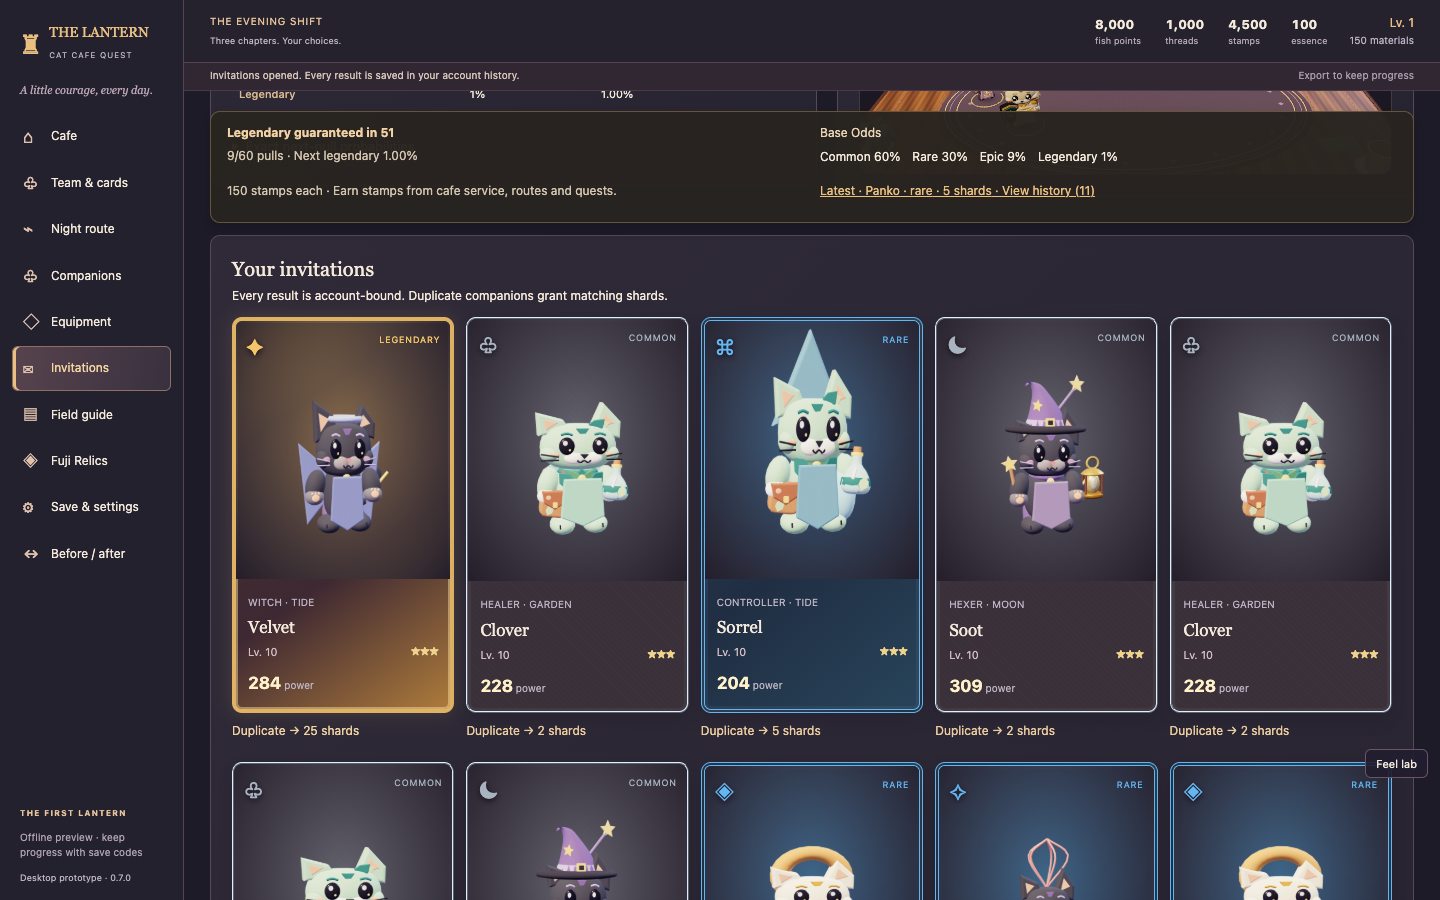 THE LANTERN
CAT CAFE QUEST
A little courage, every day.
Cafe
Team & cards
Night route
Companions
Equipment
Invitations
Field guide
Fuji Relics
Save & settings
Before / after
THE FIRST LANTERN
Offline preview · keep
progress with save codes
Desktop prototype · 0.7.0
THE EVENING SHIFT
Three chapters. Your choices.
8,000 fish points
1,000 threads
4,500 stamps
100 essence
Lv. 1
150 materials
Invitations opened. Every result is saved in your account history.
Export to keep progress
Legendary 1% 1.00%
Legendary guaranteed in 51
9/60 pulls · Next legendary 1.00%
150 stamps each · Earn stamps from cafe service, routes and quests.
Base Odds
Common 60% Rare 30% Epic 9% Legendary 1%
Latest · Panko · rare · 5 shards · View history (11)
Your invitations
Every result is account-bound. Duplicate companions grant matching shards.
LEGENDARY
WITCH · TIDE
Velvet
Lv. 10
284 power
Duplicate → 25 shards
COMMON
HEALER · GARDEN
Clover
Lv. 10
228 power
Duplicate → 2 shards
RARE
CONTROLLER · TIDE
Sorrel
Lv. 10
204 power
Duplicate → 5 shards
COMMON
HEXER · MOON
Soot
Lv. 10
309 power
Duplicate → 2 shards
COMMON
HEALER · GARDEN
Clover
Lv. 10
228 power
Duplicate → 2 shards
Feel lab
COMMON
COMMON
RARE
RARE
RARE